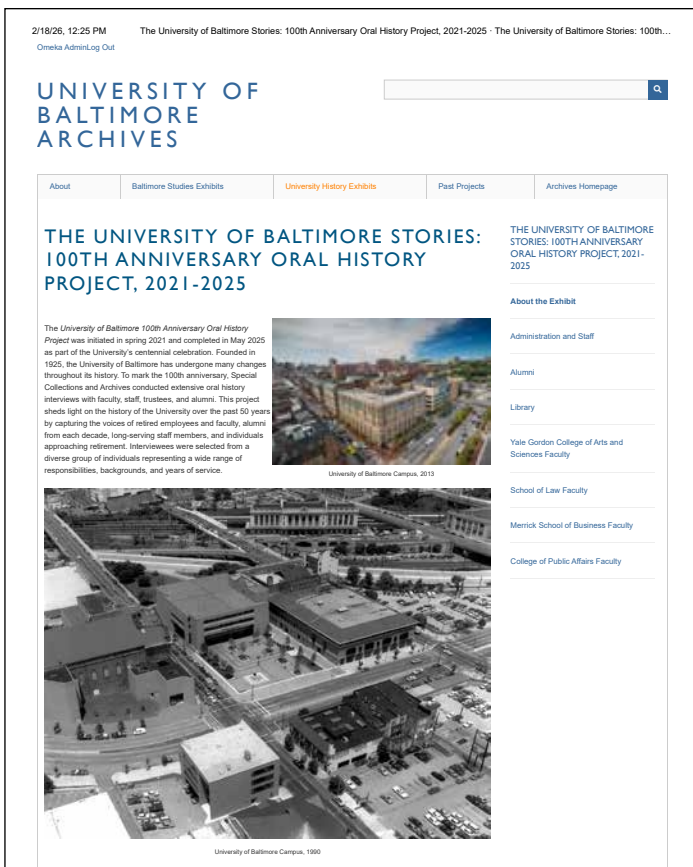 2/18/26, 12:25 PM The University of Baltimore Stories: 100th Anniversary Oral History Project, 2021-2025 · The University of Baltimore Stories: 100th…
Omeka AdminLog Out
UNIVERSITY OF
BALTIMORE
ARCHIVES
About Baltimore Studies Exhibits University History Exhibits Past Projects Archives Homepage
THE UNIVERSITY OF BALTIMORE STORIES:
100TH ANNIVERSARY ORAL HISTORY
PROJECT, 2021-2025
The University of Baltimore 100th Anniversary Oral History
Project was initiated in spring 2021 and completed in May 2025
as part of the University's centennial celebration. Founded in
1925, the University of Baltimore has undergone many changes
throughout its history. To mark the 100th anniversary, Special
Collections and Archives conducted extensive oral history
interviews with faculty, staff, trustees, and alumni. This project
sheds light on the history of the University over the past 50 years
by capturing the voices of retired employees and faculty, alumni
from each decade, long-serving staff members, and individuals
approaching retirement. Interviewees were selected from a
diverse group of individuals representing a wide range of
responsibilities, backgrounds, and years of service.
University of Baltimore Campus, 2013
University of Baltimore Campus, 1990
THE UNIVERSITY OF BALTIMORE
STORIES: 100TH ANNIVERSARY
ORAL HISTORY PROJECT, 2021-
2025
About the Exhibit
Administration and Staff
Alumni
Library
Yale Gordon College of Arts and
Sciences Faculty
School of Law Faculty
Merrick School of Business Faculty
College of Public Affairs Faculty